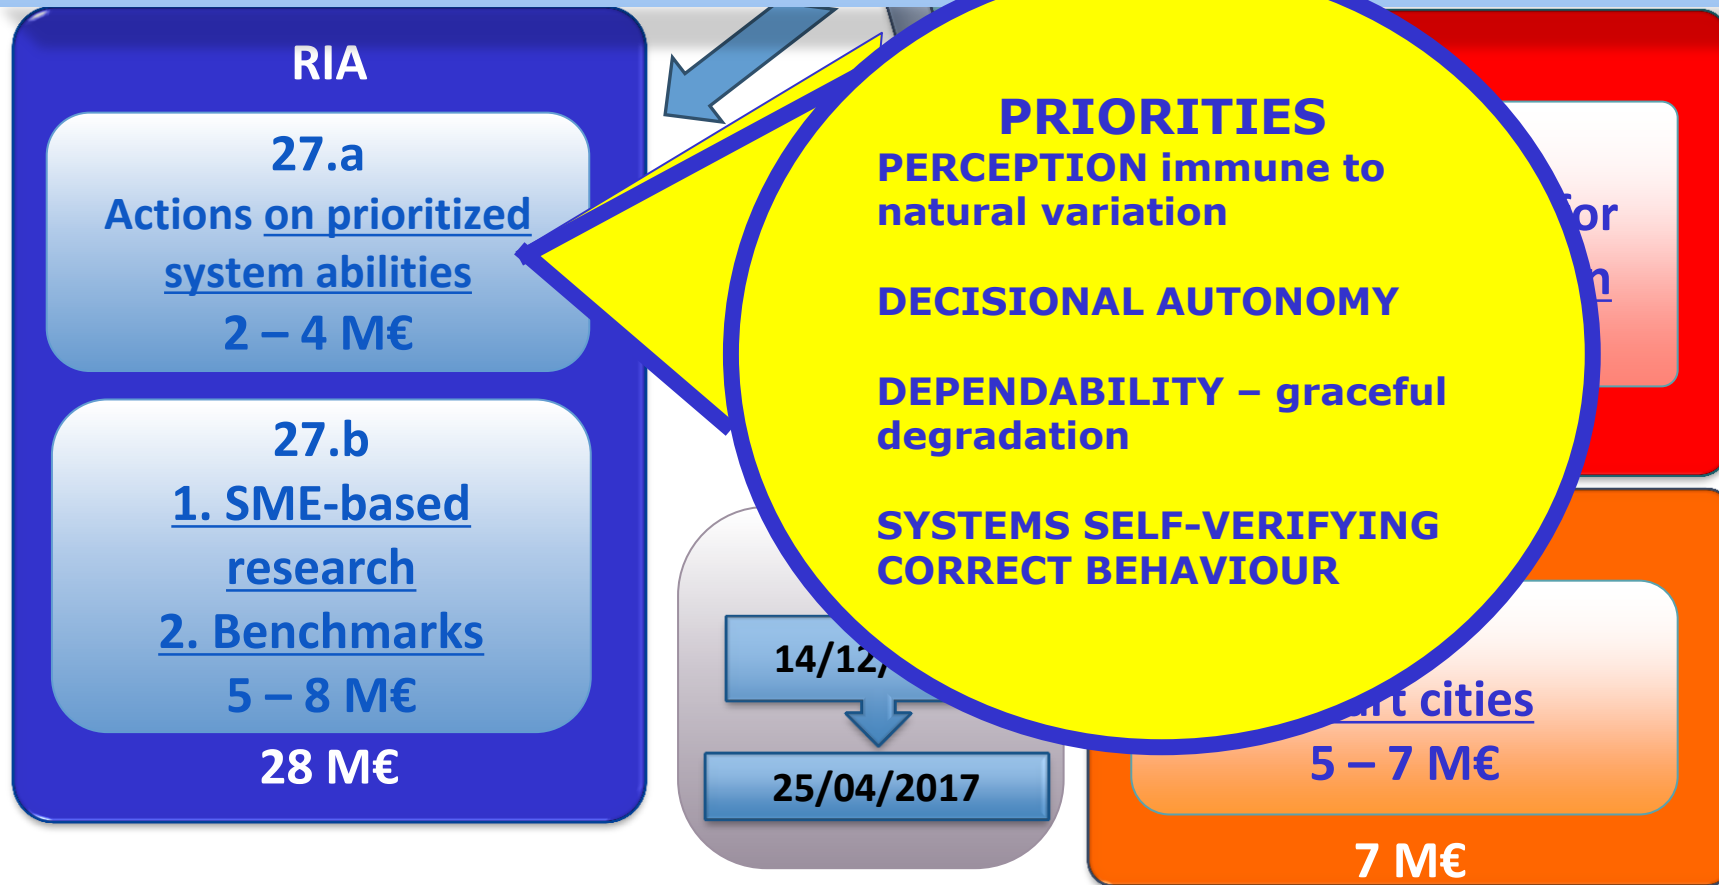 RIA
27.a
Actions on prioritized
system abilities
2 – 4 M€
27.b
1. SME-based
research
2. Benchmarks
5 – 8 M€
28 M€
PRIORITIES
PERCEPTION immune to
natural variation
DECISIONAL AUTONOMY
DEPENDABILITY – graceful
degradation
SYSTEMS SELF-VERIFYING
CORRECT BEHAVIOUR
14/12/
25/04/2017
cities
5 – 7 M€
7 M€